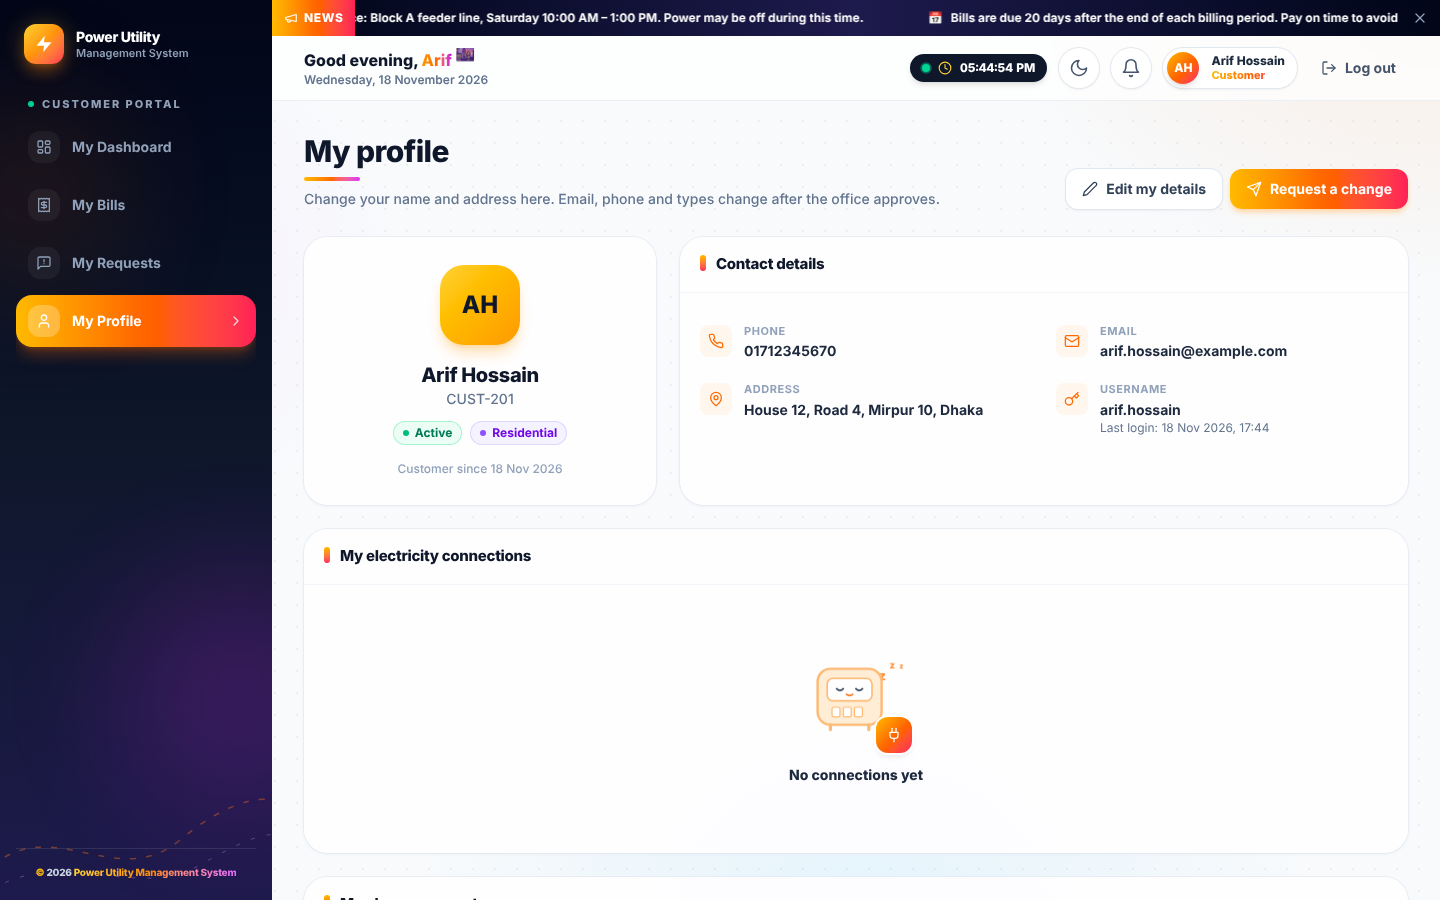 Power Utility
Management System
CUSTOMER PORTAL
My Dashboard
My Bills
My Requests
My Profile
© 2026 Power Utility Management System
NEWS
e: Block A feeder line, Saturday 10:00 AM – 1:00 PM. Power may be off during this time.
Bills are due 20 days after the end of each billing period. Pay on time to avoid
Good evening, Arif
Wednesday, 18 November 2026
05:44:54 PM
AH
Arif Hossain
Customer
Log out
My profile
Change your name and address here. Email, phone and types change after the office approves.
Edit my details
Request a change
AH
Arif Hossain
CUST-201
Active
Residential
Customer since 18 Nov 2026
Contact details
PHONE
01712345670
EMAIL
arif.hossain@example.com
ADDRESS
House 12, Road 4, Mirpur 10, Dhaka
USERNAME
arif.hossain
Last login: 18 Nov 2026, 17:44
My electricity connections
z z z
No connections yet